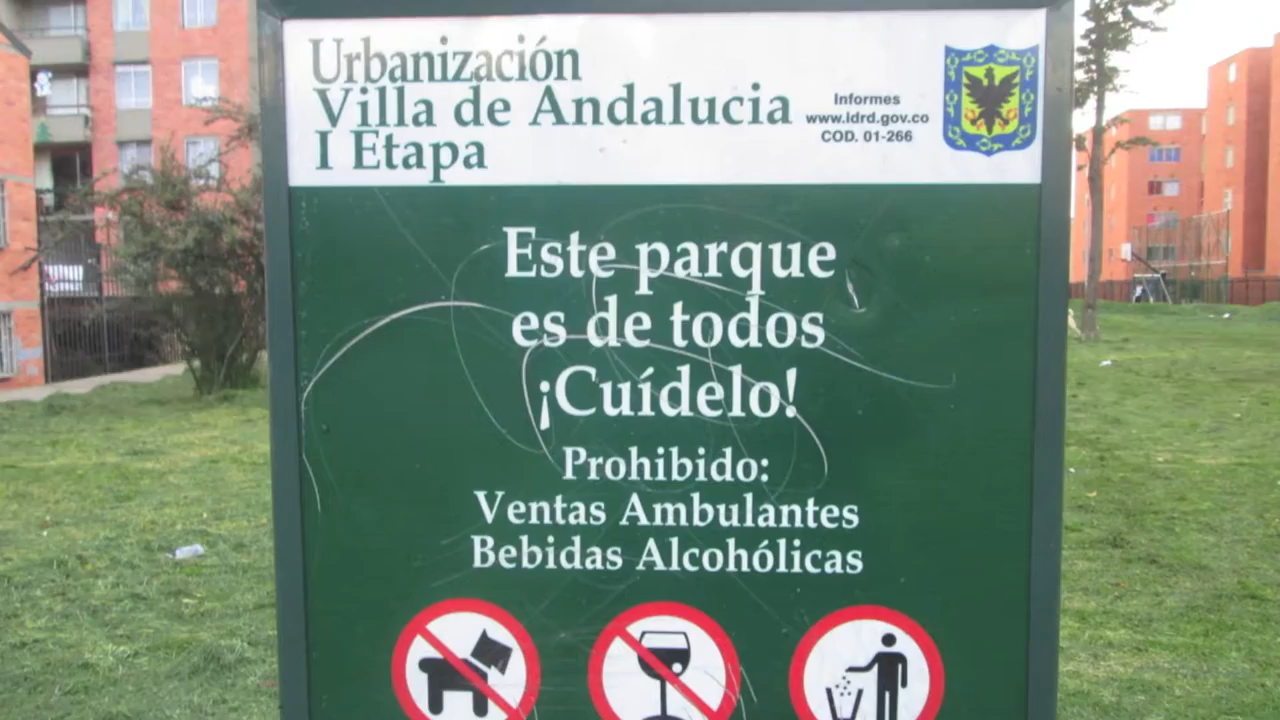 Urbanización
Villa de Andalucia
I Etapa
Informes
www.idrd.gov.co
COD. 01-266
Este parque
es de todos
¡Cuídelo!
Prohibido:
Ventas Ambulantes
Bebidas Alcohólicas